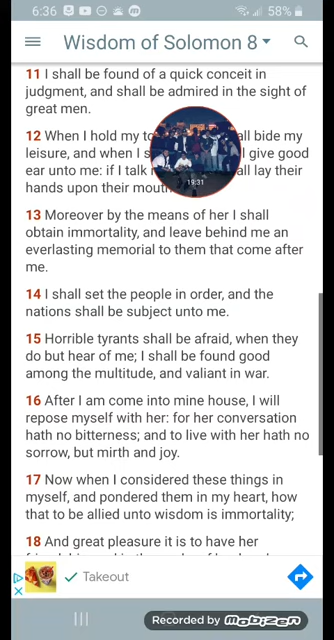 6:36
58%
Wisdom of Solomon 8
11 I shall be found of a quick conceit in
judgment, and shall be admired in the sight of
great men.
12 When I hold my to all bide my
leisure, and when I s I give good
ear unto me: if I talk all lay their
hands upon their mout
19:31
13 Moreover by the means of her I shall
obtain immortality, and leave behind me an
everlasting memorial to them that come after
me.
14 I shall set the people in order, and the
nations shall be subject unto me.
15 Horrible tyrants shall be afraid, when they
do but hear of me; I shall be found good
among the multitude, and valiant in war.
16 After I am come into mine house, I will
repose myself with her: for her conversation
hath no bitterness; and to live with her hath no
sorrow, but mirth and joy.
17 Now when I considered these things in
myself, and pondered them in my heart, how
that to be allied unto wisdom is immortality;
18 And great pleasure it is to have her
Takeout
Recorded by mobizen